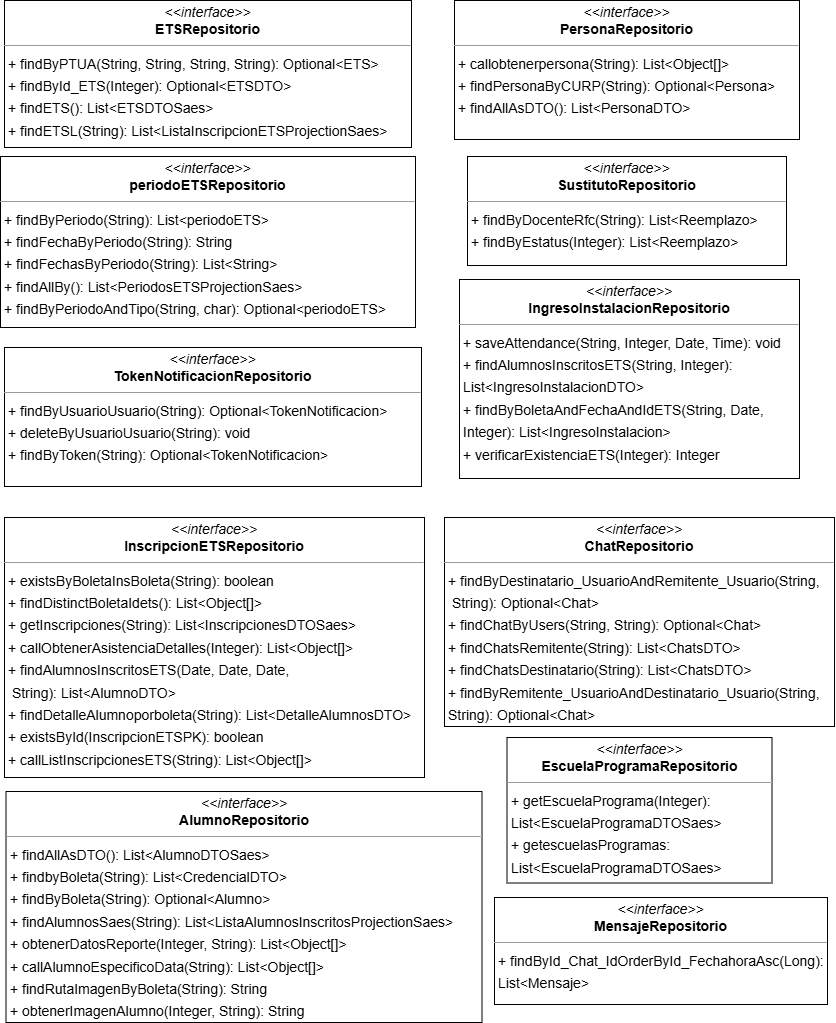 <<interface>>
ETSRepositorio
+ findByPTUA(String, String, String, String): Optional<ETS>
+ findById_ETS(Integer): Optional<ETSDTO>
+ findETS(): List<ETSDTOSaes>
+ findETSL(String): List<ListaInscripcionETSProjectionSaes>
<<interface>>
PersonaRepositorio
+ callobtenerpersona(String): List<Object[]>
+ findPersonaByCURP(String): Optional<Persona>
+ findAllAsDTO(): List<PersonaDTO>
<<interface>>
periodoETSRepositorio
+ findByPeriodo(String): List<periodoETS>
+ findFechaByPeriodo(String): String
+ findFechasByPeriodo(String): List<String>
+ findAllBy(): List<PeriodosETSProjectionSaes>
+ findByPeriodoAndTipo(String, char): Optional<periodoETS>
<<interface>>
SustitutoRepositorio
+ findByDocenteRfc(String): List<Reemplazo>
+ findByEstatus(Integer): List<Reemplazo>
<<interface>>
IngresoInstalacionRepositorio
+ saveAttendance(String, Integer, Date, Time): void
+ findAlumnosInscritosETS(String, Integer):
List<IngresoInstalacionDTO>
+ findByBoletaAndFechaAndIdETS(String, Date,
Integer): List<IngresoInstalacion>
+ verificarExistenciaETS(Integer): Integer
<<interface>>
TokenNotificacionRepositorio
+ findByUsuarioUsuario(String): Optional<TokenNotificacion>
+ deleteByUsuarioUsuario(String): void
+ findByToken(String): Optional<TokenNotificacion>
<<interface>>
InscripcionETSRepositorio
+ existsByBoletaInsBoleta(String): boolean
+ findDistinctBoletaIdets(): List<Object[]>
+ getInscripciones(String): List<InscripcionesDTOSaes>
+ callObtenerAsistenciaDetalles(Integer): List<Object[]>
+ findAlumnosInscritosETS(Date, Date, Date,
String): List<AlumnoDTO>
+ findDetalleAlumnoporboleta(String): List<DetalleAlumnosDTO>
+ existsById(InscripcionETSPK): boolean
+ callListInscripcionesETS(String): List<Object[]>
<<interface>>
ChatRepositorio
+ findByDestinatario_UsuarioAndRemitente_Usuario(String,
String): Optional<Chat>
+ findChatByUsers(String, String): Optional<Chat>
+ findChatsRemitente(String): List<ChatsDTO>
+ findChatsDestinatario(String): List<ChatsDTO>
+ findByRemitente_UsuarioAndDestinatario_Usuario(String,
String): Optional<Chat>
<<interface>>
EscuelaProgramaRepositorio
+ getEscuelaPrograma(Integer):
List<EscuelaProgramaDTOSaes>
+ getescuelasProgramas:
List<EscuelaProgramaDTOSaes>
<<interface>>
AlumnoRepositorio
+ findAllAsDTO(): List<AlumnoDTOSaes>
+ findbyBoleta(String): List<CredencialDTO>
+ findByBoleta(String): Optional<Alumno>
+ findAlumnosSaes(String): List<ListaAlumnosInscritosProjectionSaes>
+ obtenerDatosReporte(Integer, String): List<Object[]>
+ callAlumnoEspecificoData(String): List<Object[]>
+ findRutaImagenByBoleta(String): String
+ obtenerImagenAlumno(Integer, String): String
<<interface>>
MensajeRepositorio
+ findById_Chat_IdOrderById_FechahoraAsc(Long):
List<Mensaje>